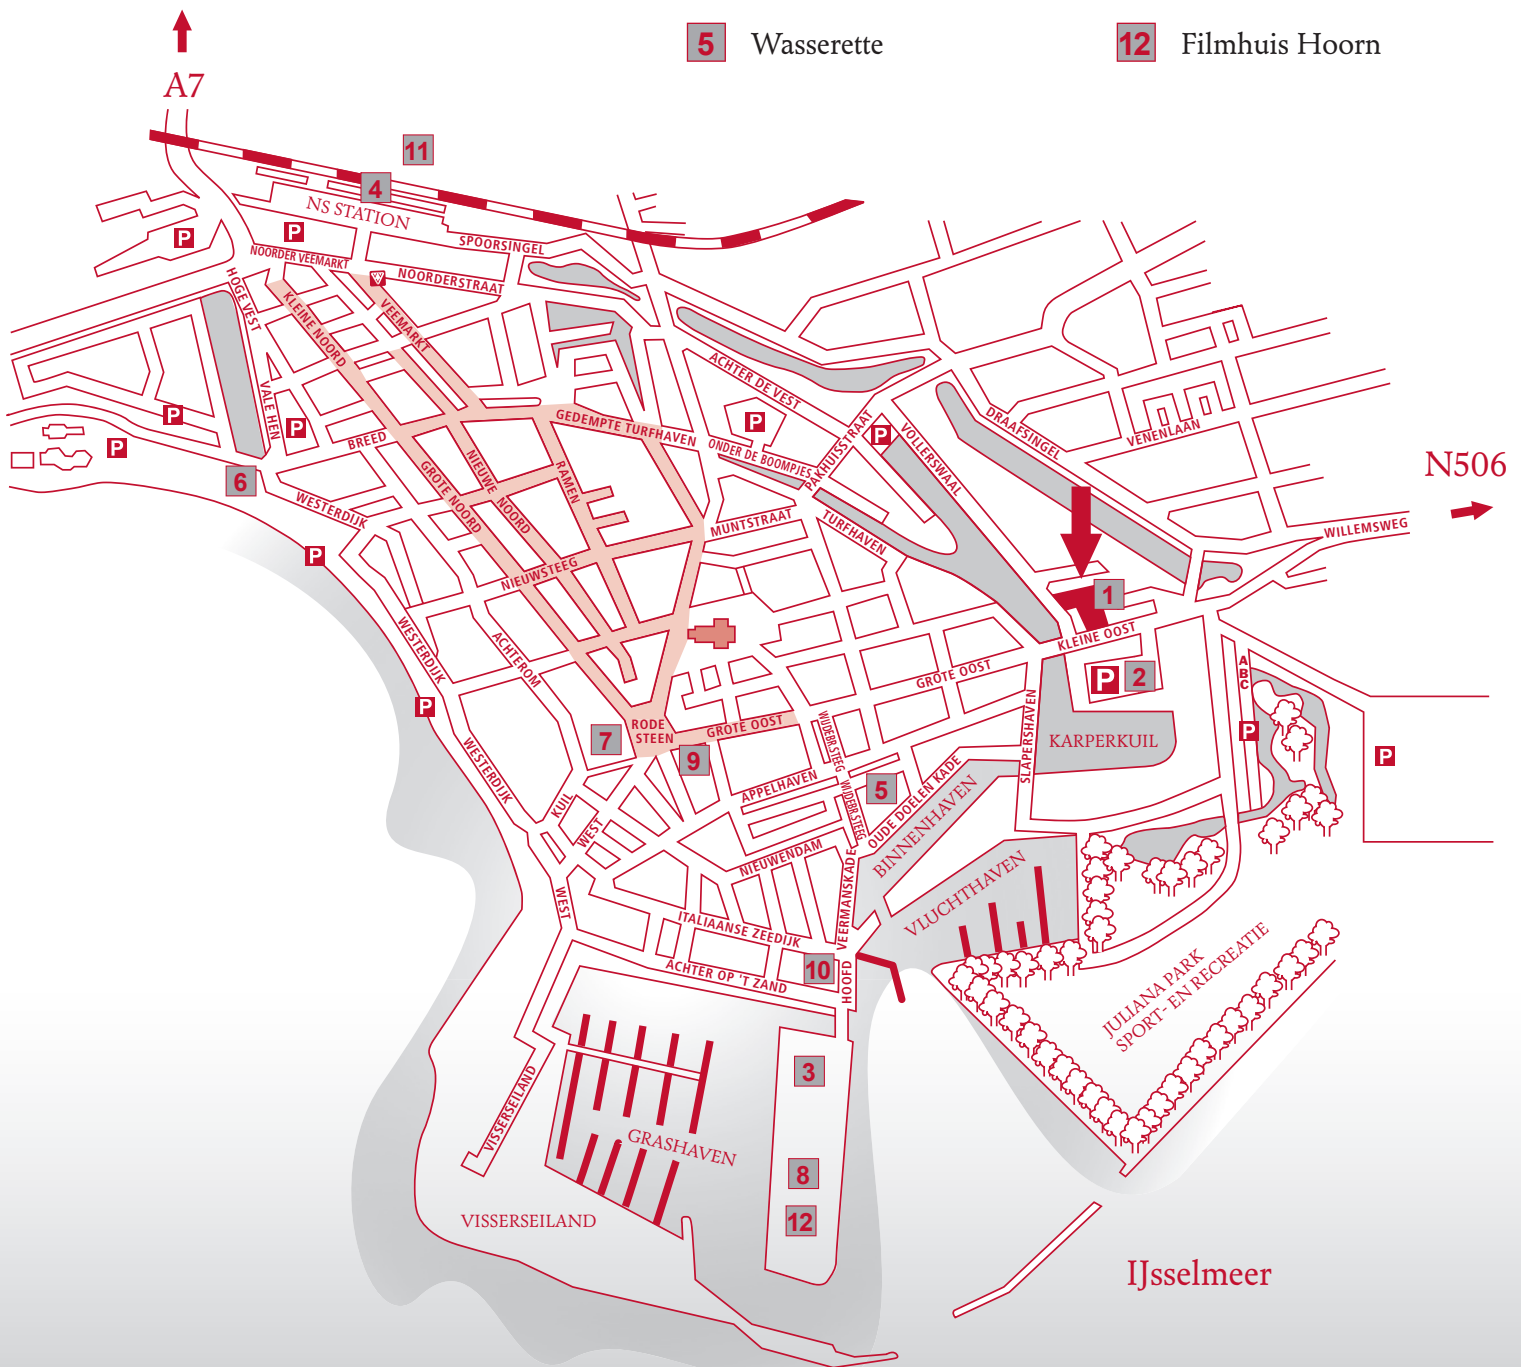 5 Wasserette
12 Filmhuis Hoorn
A7
11
4
NS STATION
P
P
SPOORSINGEL
NOORDER VEEMARKT
NOORDERSTRAAT
HOGE VEST
KLEINE NOORD
VEEMARKT
VALE HEN
ACHTER DE VEST
P
P
P
P
P
BREED
GEDEMPTE TURFHAVEN
ONDER DE BOOMPJES
PAKHUISSTRAAT
VOLLERSWAAL
DRAAFSINGEL
VENENLAAN
N506
WILLEMSWEG
6
WESTERDIJK
GROTE NOORD
NIEUWE NOORD
RAMEN
MUNTSTRAAT
TURFHAVEN
P
NIEUWSTEEG
1
KLEINE OOST
WESTERDIJK
ACHTEROM
GROTE OOST
P
2
A
B
C
P
SLAPERSHAVEN
KARPERKUIL
P
P
7
RODE
STEEN
GROTE OOST
9
WIJDEBR.STEEG
WESTERDIJK
APPELHAVEN
WIJDEBR.STEEG
5
OUDE DOELEN KADE
BINNENHAVEN
KUIL
WEST
NIEUWENDAM
VLUCHTHAVEN
WEST
ITALIAANSE ZEEDIJK
VEERMANSKADE
HOOFD
10
ACHTER OP 'T ZAND
JULIANA PARK
SPORT- EN RECREATIE
3
VISSERSEILAND
GRASHAVEN
8
12
VISSERSEILAND
IJsselmeer